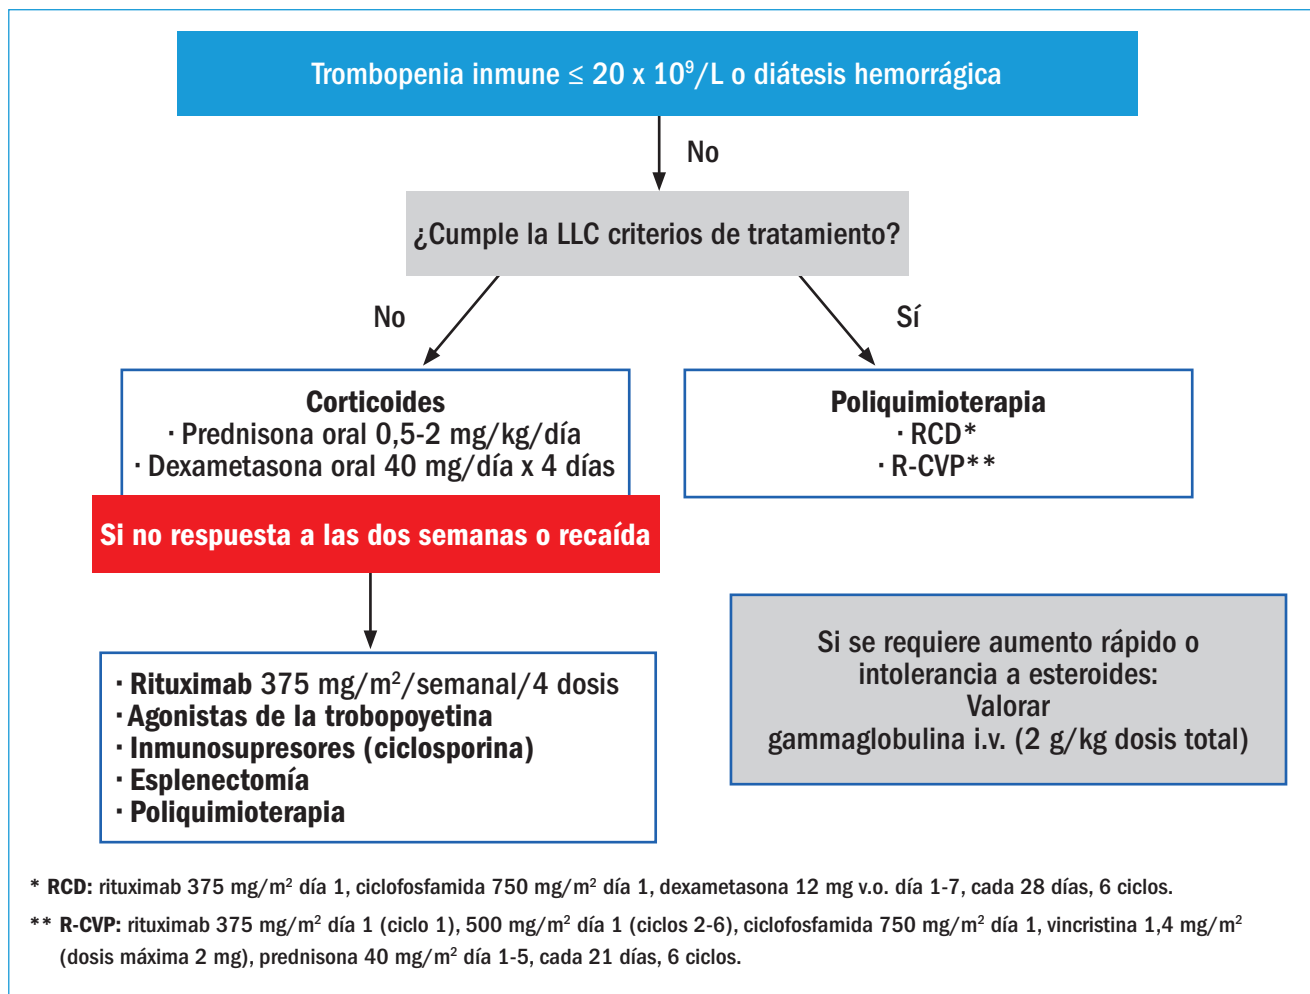 Trombopenia inmune ≤ 20 x 10⁹/L o diátesis hemorrágica
No
¿Cumple la LLC criterios de tratamiento?
No
Sí
Corticoides
· Prednisona oral 0,5-2 mg/kg/día
· Dexametasona oral 40 mg/día x 4 días
Poliquimioterapia
· RCD*
· R-CVP**
Si no respuesta a las dos semanas o recaída
· Rituximab 375 mg/m²/semanal/4 dosis
· Agonistas de la trobopoyetina
· Inmunosupresores (ciclosporina)
· Esplenectomía
· Poliquimioterapia
Si se requiere aumento rápido o
intolerancia a esteroides:
Valorar
gammaglobulina i.v. (2 g/kg dosis total)
* RCD: rituximab 375 mg/m² día 1, ciclofosfamida 750 mg/m² día 1, dexametasona 12 mg v.o. día 1-7, cada 28 días, 6 ciclos.
** R-CVP: rituximab 375 mg/m² día 1 (ciclo 1), 500 mg/m² día 1 (ciclos 2-6), ciclofosfamida 750 mg/m² día 1, vincristina 1,4 mg/m²
(dosis máxima 2 mg), prednisona 40 mg/m² día 1-5, cada 21 días, 6 ciclos.